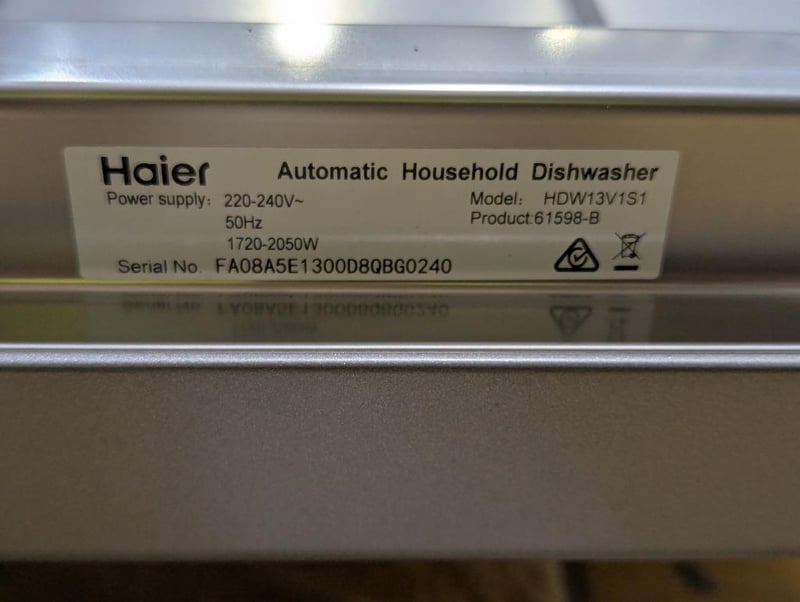 Haier Automatic Household Dishwasher
Power supply: 220-240V~ Model: HDW13V1S1
50Hz Product:61598-B
1720-2050W
Serial No. FA08A5E1300D8QBG0240